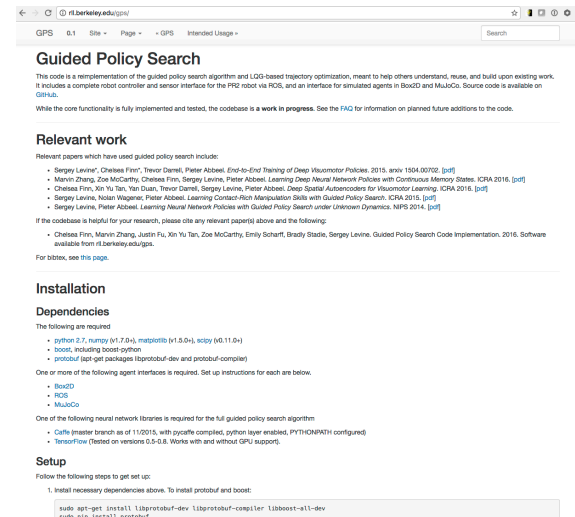 rll.berkeley.edu/gps/
GPS 0.1 Site Page « GPS Intended Usage » Search
Guided Policy Search
This code is a reimplementation of the guided policy search algorithm and LQG-based trajectory optimization, meant to help others understand, reuse, and build upon existing work.
It includes a complete robot controller and sensor interface for the PR2 robot via ROS, and an interface for simulated agents in Box2D and MuJoCo. Source code is available on
GitHub.
While the core functionality is fully implemented and tested, the codebase is a work in progress. See the FAQ for information on planned future additions to the code.
Relevant work
Relevant papers which have used guided policy search include:
• Sergey Levine*, Chelsea Finn*, Trevor Darrell, Pieter Abbeel. End-to-End Training of Deep Visuomotor Policies. 2015. arxiv 1504.00702. [pdf]
• Marvin Zhang, Zoe McCarthy, Chelsea Finn, Sergey Levine, Pieter Abbeel. Learning Deep Neural Network Policies with Continuous Memory States. ICRA 2016. [pdf]
• Chelsea Finn, Xin Yu Tan, Yan Duan, Trevor Darrell, Sergey Levine, Pieter Abbeel. Deep Spatial Autoencoders for Visuomotor Learning. ICRA 2016. [pdf]
• Sergey Levine, Nolan Wagener, Pieter Abbeel. Learning Contact-Rich Manipulation Skills with Guided Policy Search. ICRA 2015. [pdf]
• Sergey Levine, Pieter Abbeel. Learning Neural Network Policies with Guided Policy Search under Unknown Dynamics. NIPS 2014. [pdf]
If the codebase is helpful for your research, please cite any relevant paper(s) above and the following:
• Chelsea Finn, Marvin Zhang, Justin Fu, Xin Yu Tan, Zoe McCarthy, Emily Scharff, Bradly Stadie, Sergey Levine. Guided Policy Search Code Implementation. 2016. Software
available from rll.berkeley.edu/gps.
For bibtex, see this page.
Installation
Dependencies
The following are required
• python 2.7, numpy (v1.7.0+), matplotlib (v1.5.0+), scipy (v0.11.0+)
• boost, including boost-python
• protobuf (apt-get packages libprotobuf-dev and protobuf-compiler)
One or more of the following agent interfaces is required. Set up instructions for each are below.
• Box2D
• ROS
• MuJoCo
One of the following neural network libraries is required for the full guided policy search algorithm
• Caffe (master branch as of 11/2015, with pycaffe compiled, python layer enabled, PYTHONPATH configured)
• TensorFlow (Tested on versions 0.5-0.8. Works with and without GPU support).
Setup
Follow the following steps to get set up:
1. Install necessary dependencies above. To install protobuf and boost:
sudo apt-get install libprotobuf-dev protobuf-compiler libboost-all-dev
sudo pip install protobuf